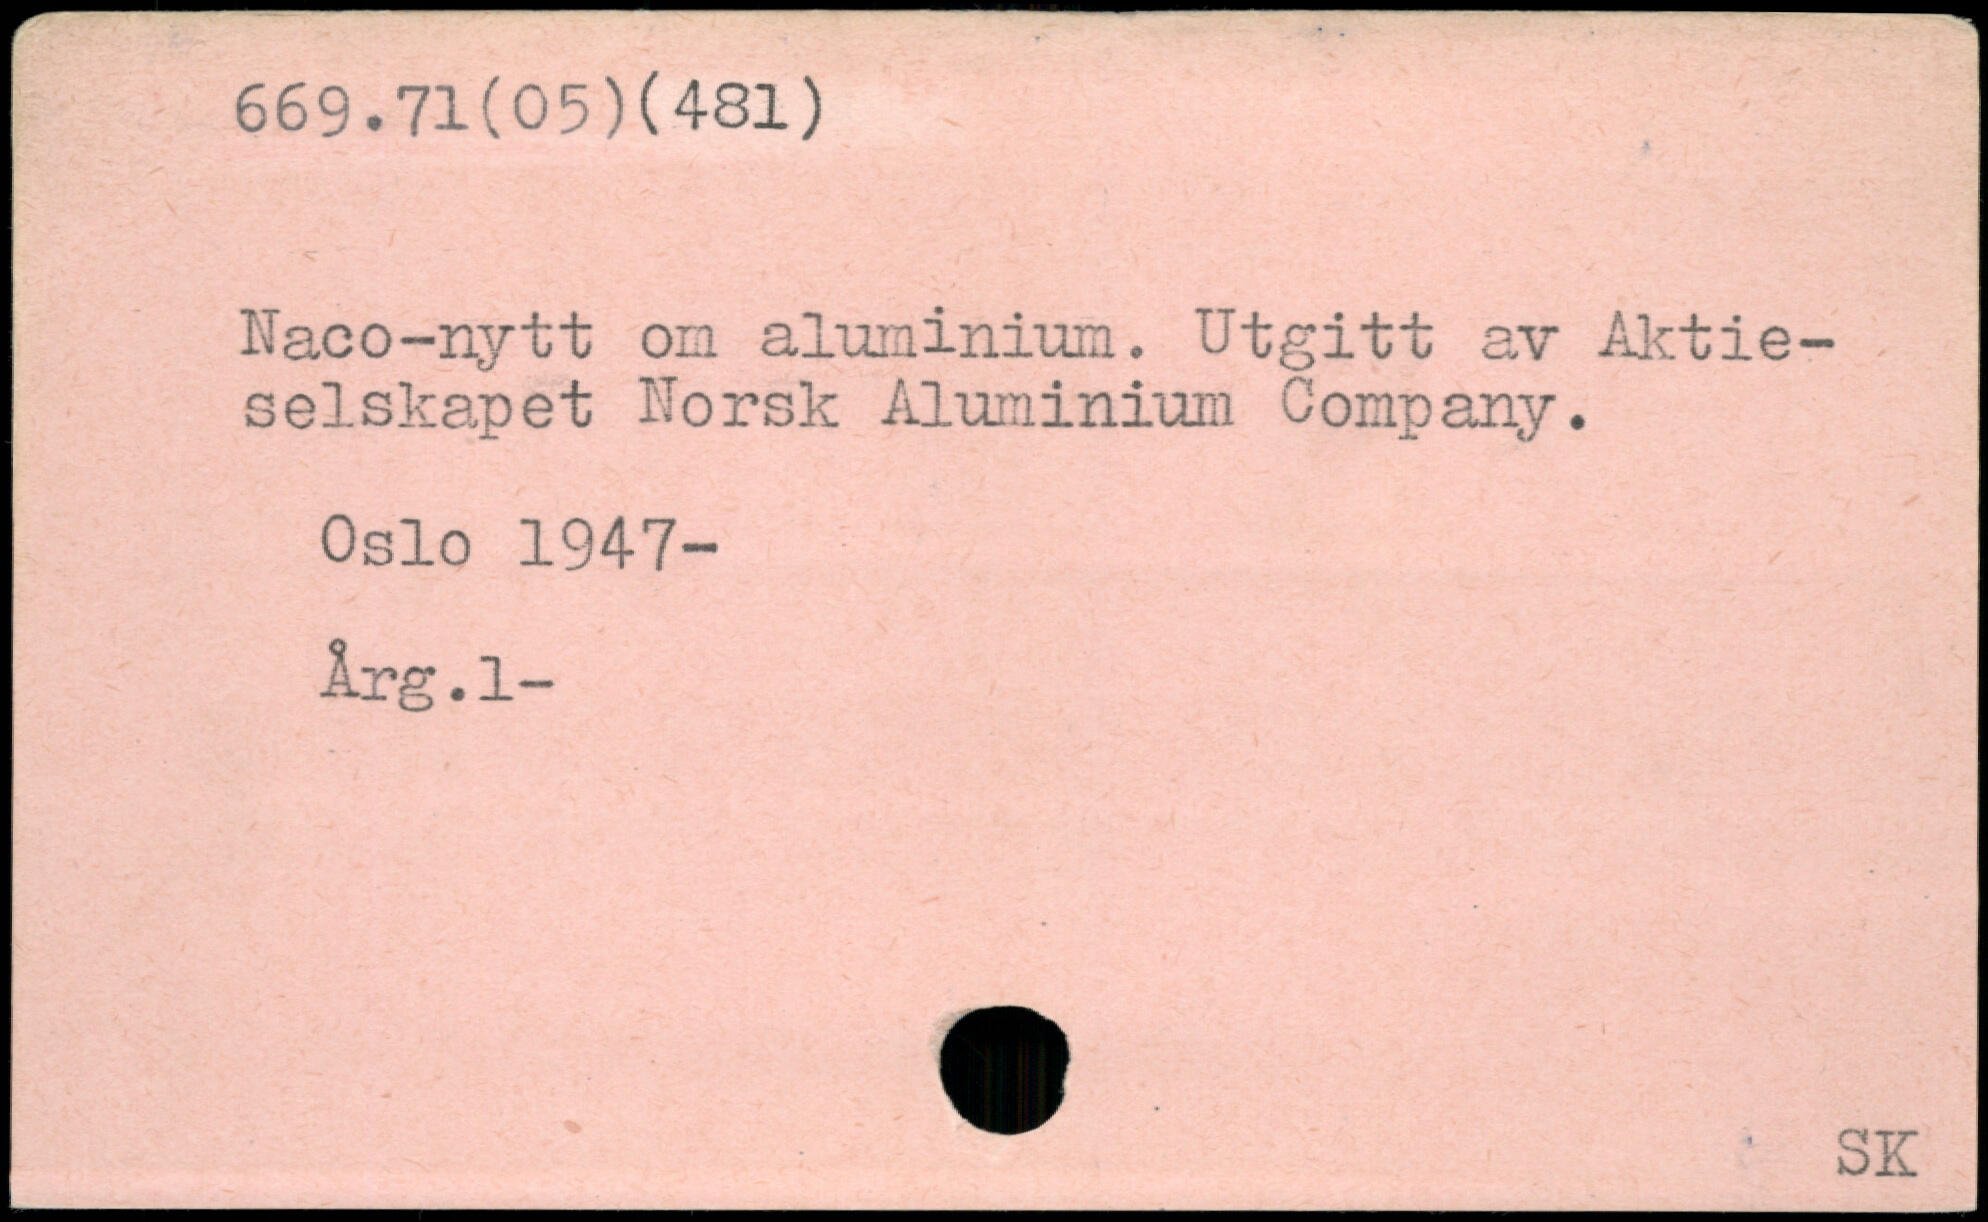 669.71(05)(481)
Naco-nytt om aluminium. Utgitt av Aktie-
selskapet Norsk Aluminium Company.
Oslo 1947-
Årg.1-
SK